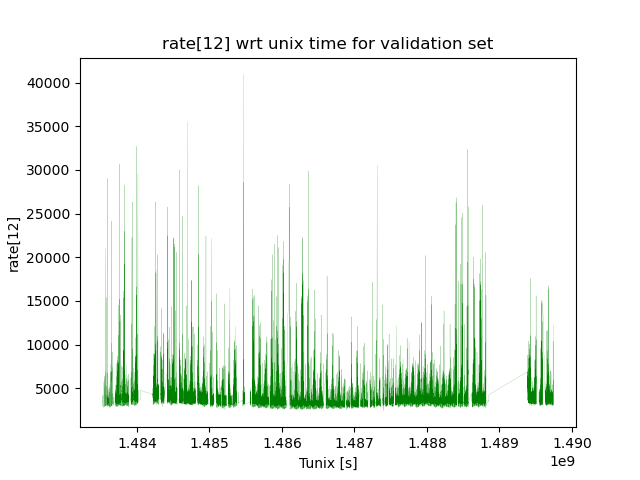 rate[12] wrt unix time for validation set
40000
35000
30000
25000
20000
15000
10000
5000
rate[12]
1.484 1.485 1.486 1.487 1.488 1.489 1.490
1e9
Tunix [s]